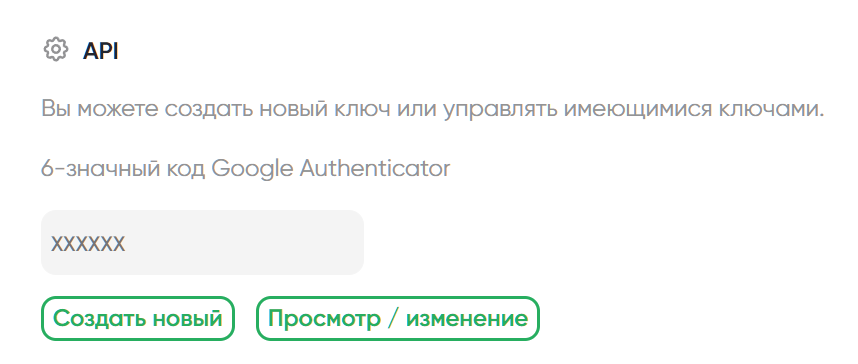 API
Вы можете создать новый ключ или управлять имеющимися ключами.
6-значный код Google Authenticator
XXXXXX
Создать новый
Просмотр / изменение